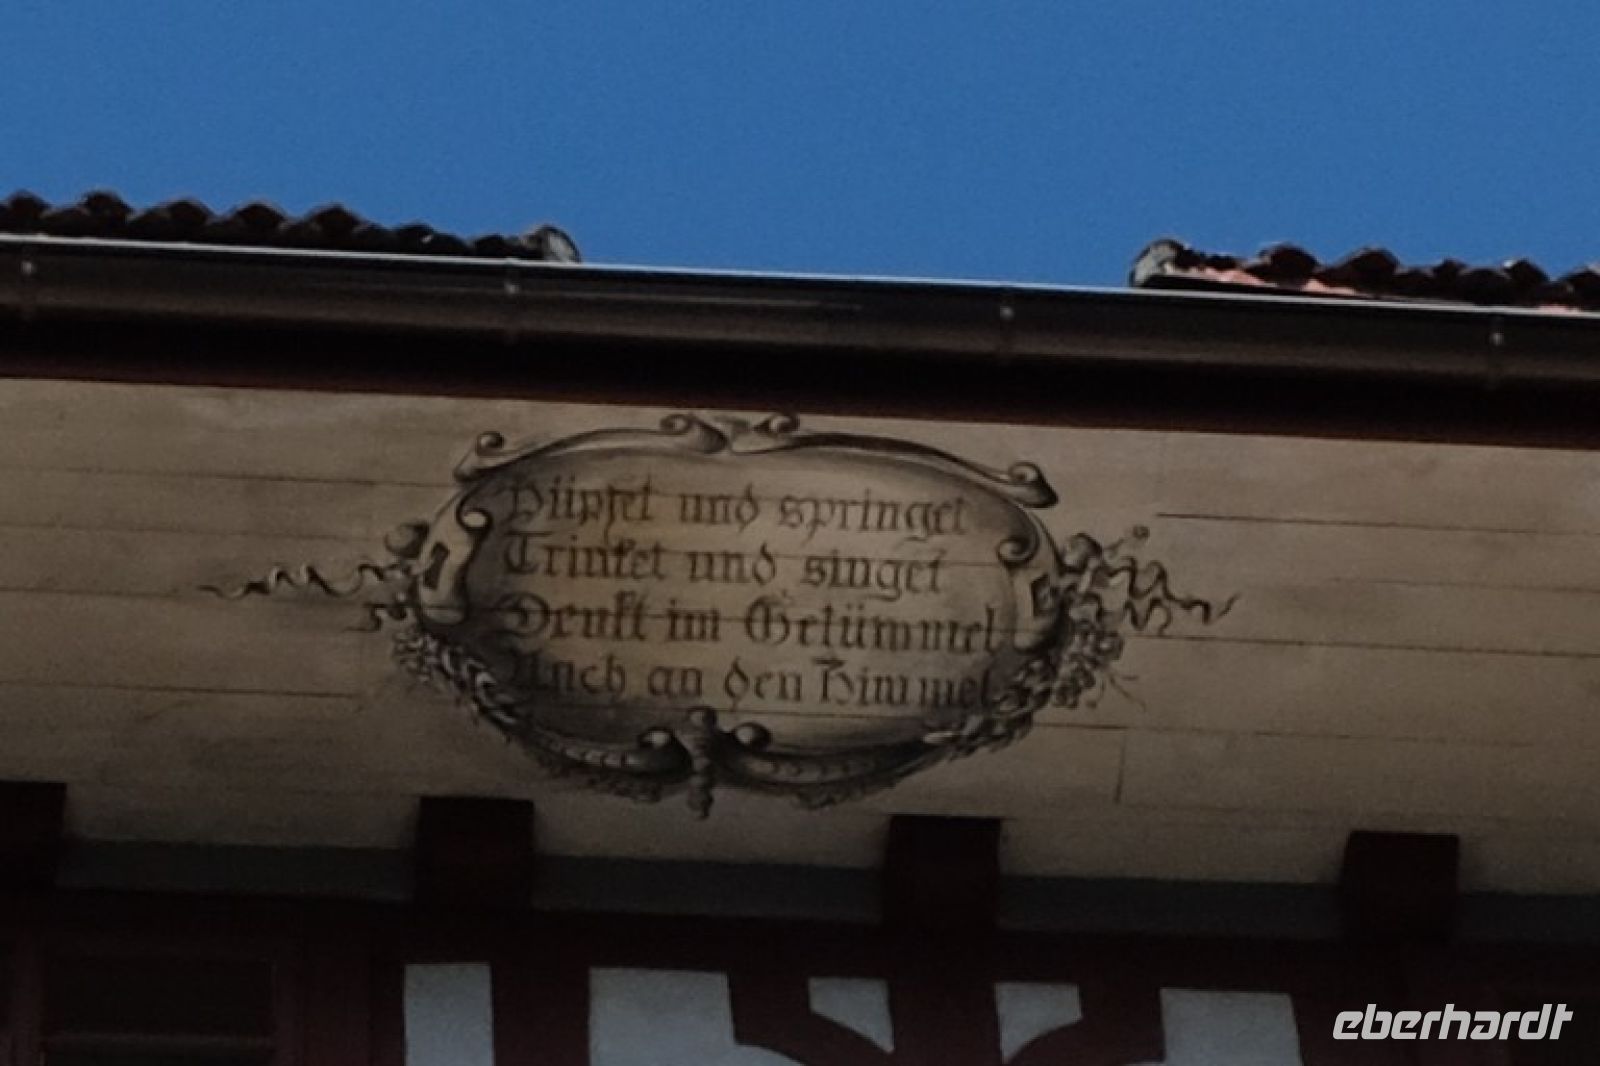 Hüpfet und springet
Trinket und singet
Denkt im Getümmel
Auch an den Himmel.
eberhardt